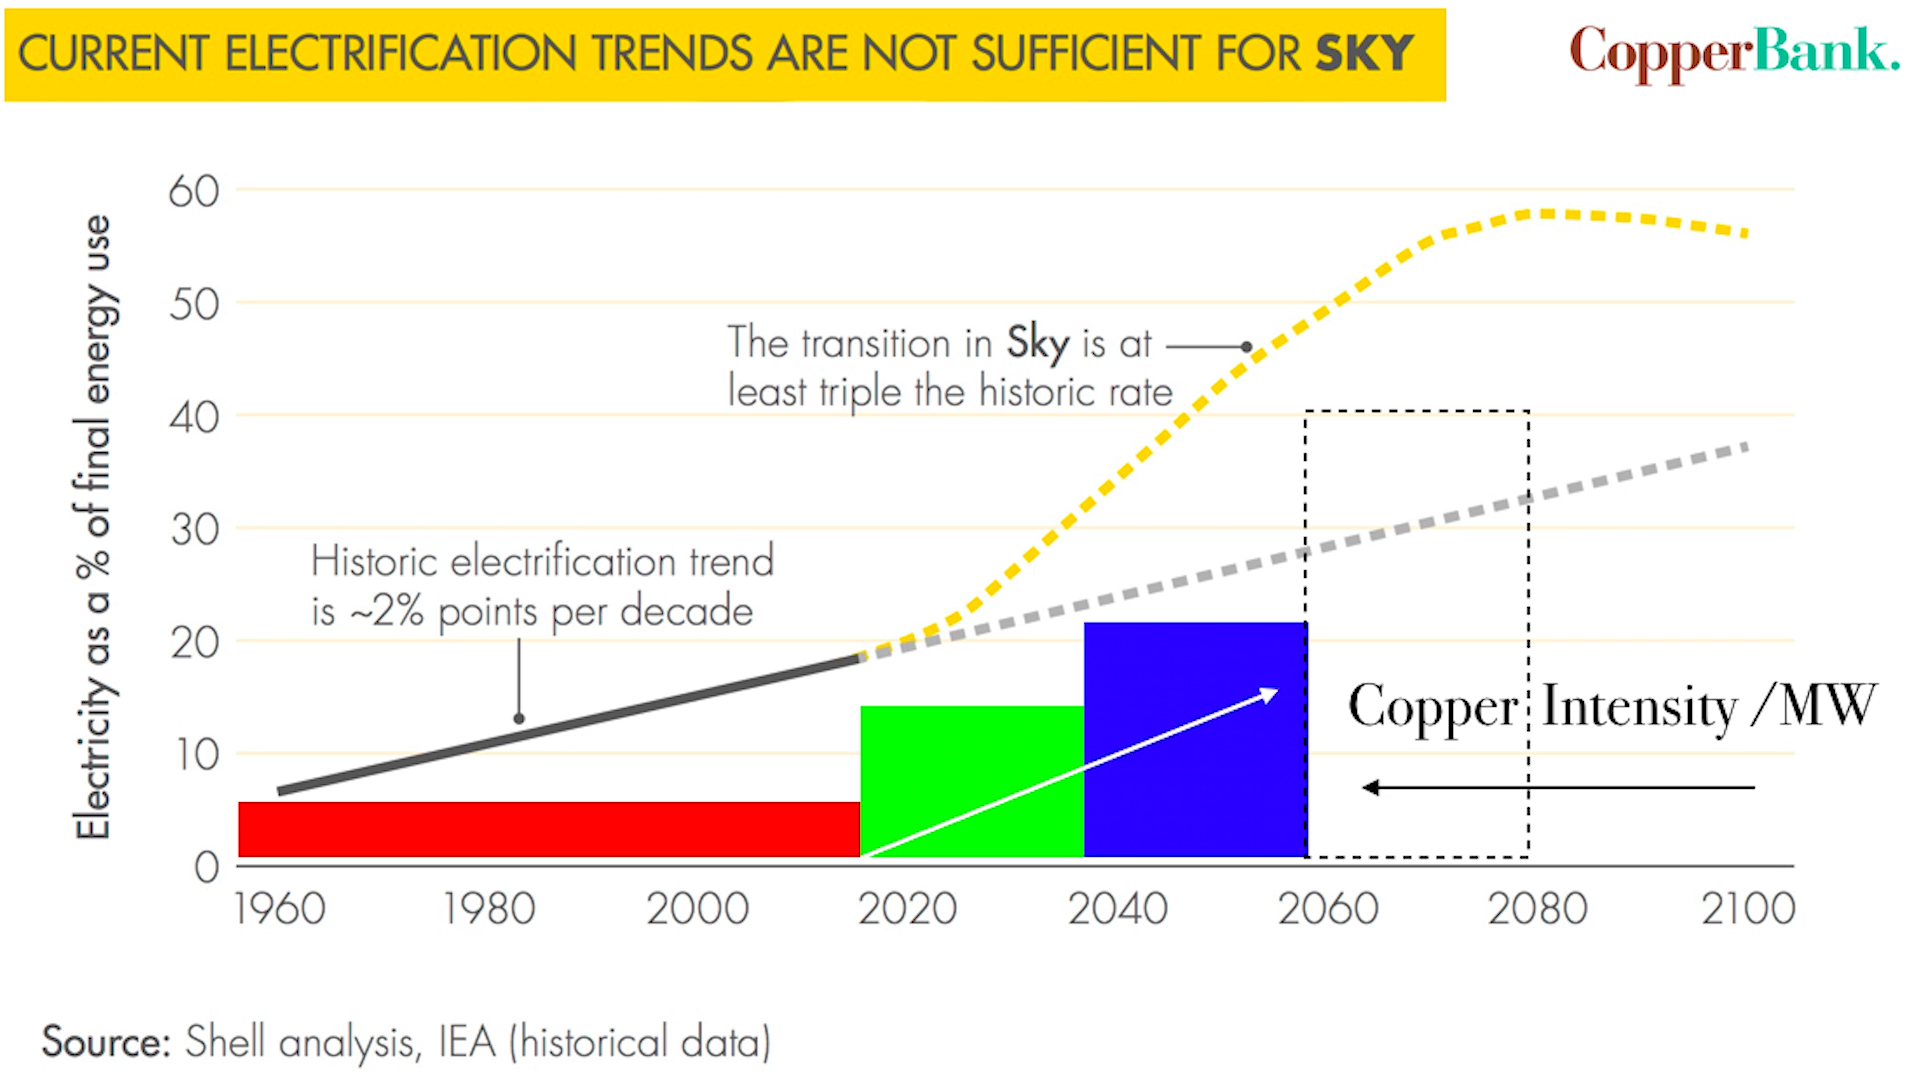 CURRENT ELECTRIFICATION TRENDS ARE NOT SUFFICIENT FOR SKY
CopperBank.
Electricity as a % of final energy use
60
50
40
30
20
10
0
The transition in Sky is at
least triple the historic rate
Historic electrification trend
is ~2% points per decade
Copper Intensity /MW
1960 1980 2000 2020 2040 2060 2080 2100
Source: Shell analysis, IEA (historical data)